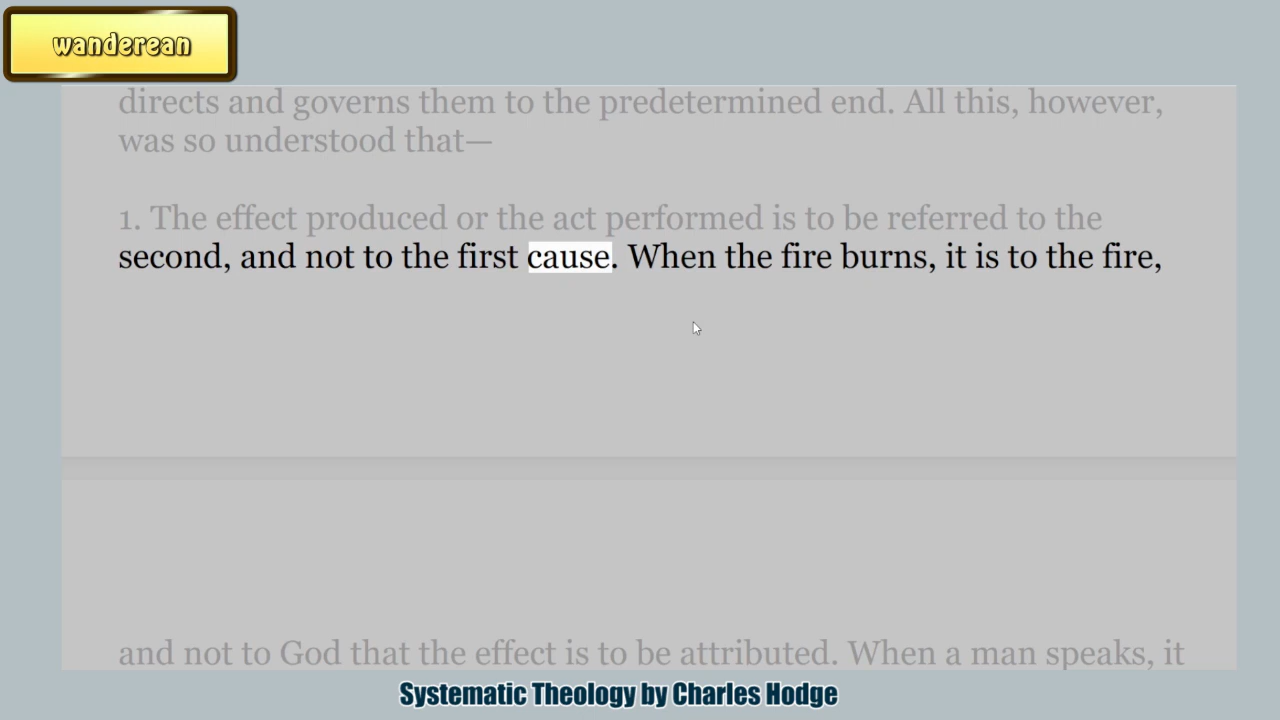 wanderean
directs and governs them to the predetermined end. All this, however,
was so understood that—
1. The effect produced or the act performed is to be referred to the
second, and not to the first cause. When the fire burns, it is to the fire,
and not to God that the effect is to be attributed. When a man speaks, it
Systematic Theology by Charles Hodge